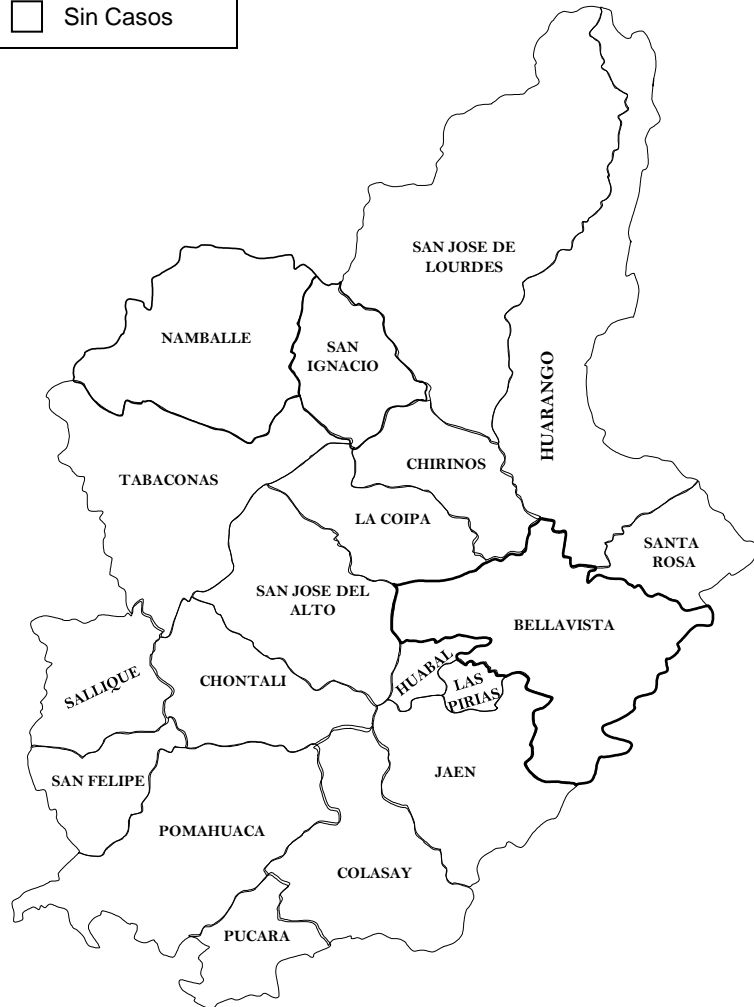 Sin Casos
SAN JOSE DE
LOURDES
NAMBALLE
SAN
IGNACIO
HUARANGO
CHIRINOS
TABACONAS
LA COIPA
SANTA
ROSA
SAN JOSE DEL
ALTO
BELLAVISTA
HUABAL
LAS
PIRIAS
SALLIQUE
CHONTALI
SAN FELIPE
JAEN
POMAHUACA
COLASAY
PUCARA